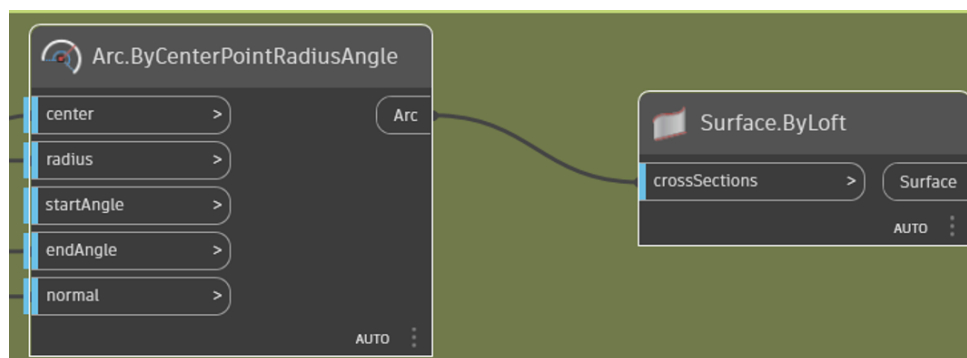 Arc.ByCenterPointRadiusAngle
center >
radius >
startAngle >
endAngle >
normal >
Arc
AUTO
Surface.ByLoft
crossSections >
Surface
AUTO